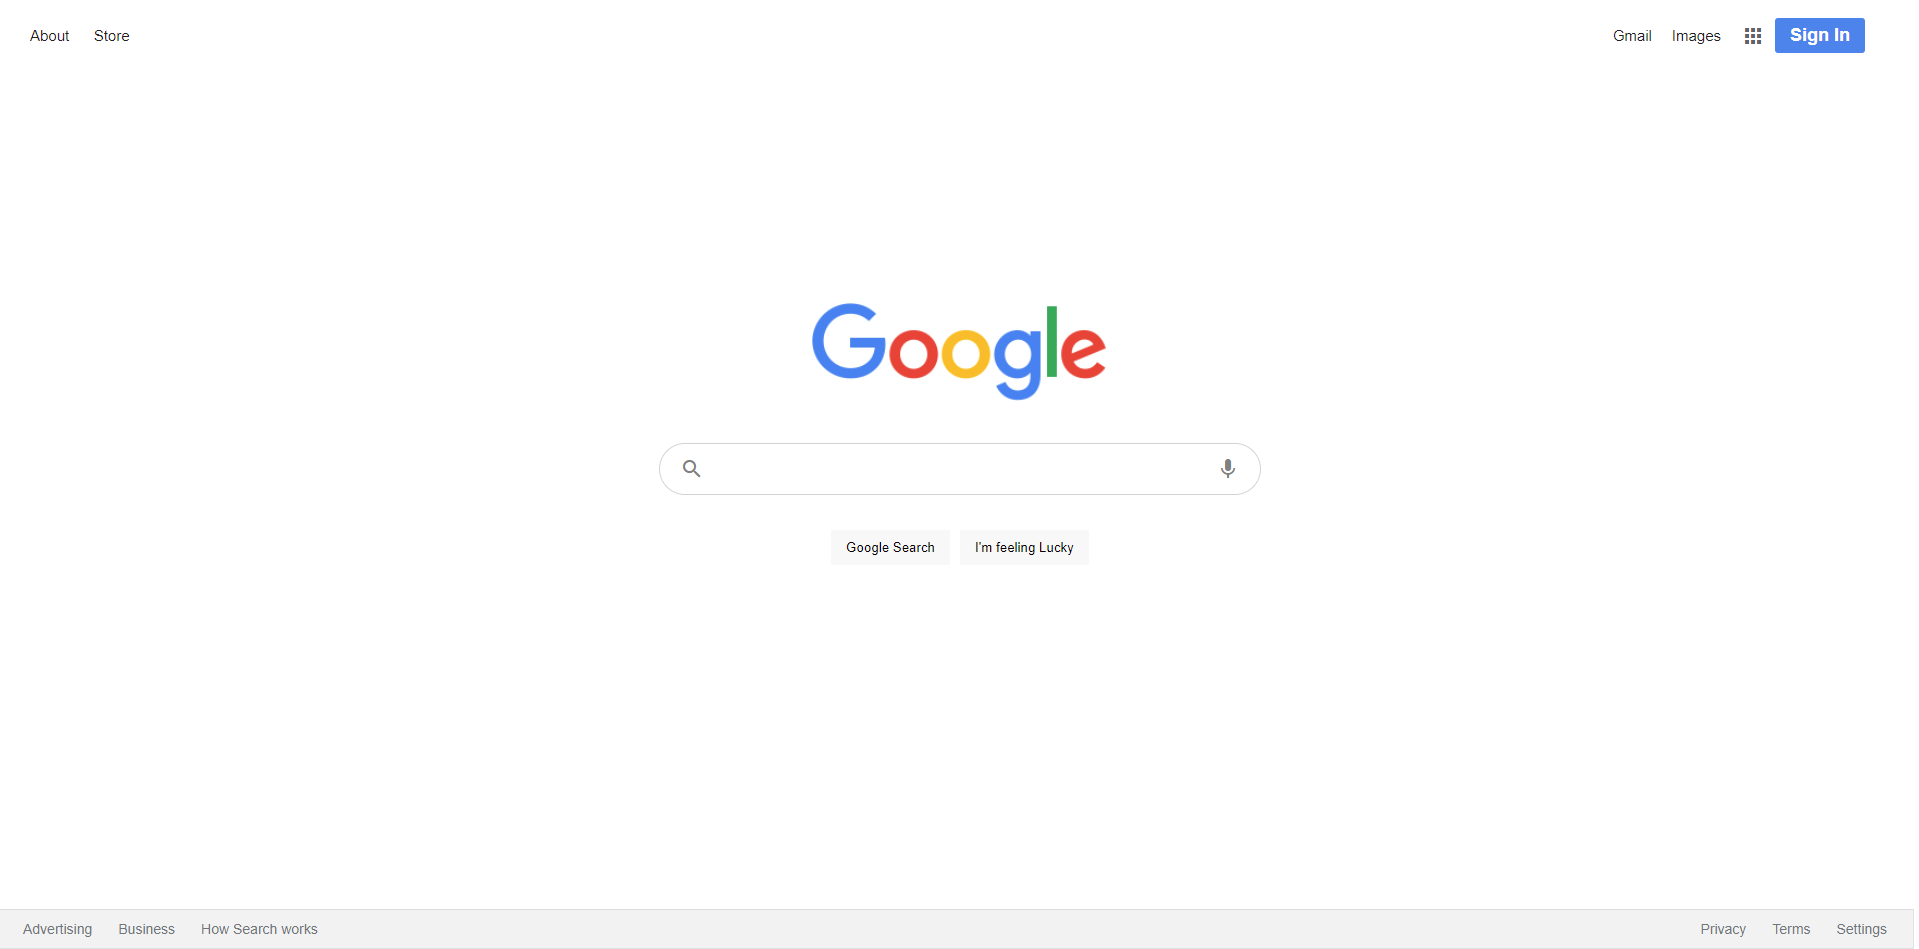 About Store Gmail Images Sign In
Google
Google Search I'm feeling Lucky
Advertising Business How Search works Privacy Terms Settings